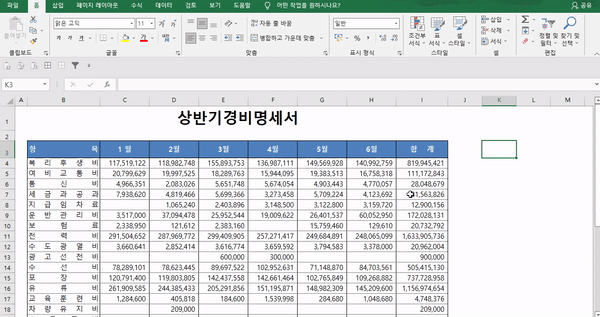 파일 홈 삽입 페이지 레이아웃 수식 데이터 검토 보기 도움말 어떤 작업을 원하시나요? 공유
붙여넣기 맑은 고딕 11 자동 줄 바꿈 일반 조건부 서식 표 서식 셀 스타일 삽입 삭제 서식 정렬 및 필터 찾기 및 선택
가 가 가 가 가 병합하고 가운데 맞춤
클립보드 글꼴 맞춤 표시 형식 스타일 셀 편집
K3 fx
A B C D E F G H I J K L M
1 상반기경비명세서
2
3 항 목 1 월 2월 3월 4월 5월 6월 합 계
4 복리후생비 117,519,122 118,982,748 155,893,753 136,987,111 149,569,928 140,992,759 819,945,421
5 여비교통비 20,799,629 19,997,525 18,289,763 15,944,095 19,383,513 16,758,318 111,172,843
6 통 신 비 4,966,351 2,083,026 5,651,748 5,674,054 4,903,443 4,770,057 28,048,679
7 세금과공과 7,938,620 4,819,466 5,699,366 3,273,458 5,709,224 4,123,692 31,563,826
8 지급임차료 1,065,240 2,403,896 3,148,500 3,122,800 3,159,720 12,900,156
9 운반관리비 3,517,000 37,094,478 25,952,544 19,009,622 26,401,537 60,052,950 172,028,131
10 보 험 료 2,338,950 121,612 2,383,160 15,759,460 129,610 20,732,792
11 전 력 비 291,504,652 287,969,772 299,409,905 257,271,417 249,684,891 248,065,099 1,633,905,736
12 수도광열비 3,660,641 2,852,414 3,616,774 3,659,592 3,794,583 3,378,000 20,962,004
13 광고선전비 600,000 300,000 900,000
14 수 선 비 78,289,101 78,623,445 89,697,522 102,952,631 71,148,870 84,703,561 505,415,130
15 포 장 비 120,791,400 119,803,805 142,437,558 142,661,464 102,765,849 109,268,882 737,728,958
16 유 류 비 261,909,585 244,385,433 205,291,856 151,195,871 148,982,309 145,209,600 1,156,974,654
17 교육훈련비 1,284,600 405,818 184,600 1,539,998 284,680 1,048,680 4,748,376
18 차량유지비 209,000 209,000